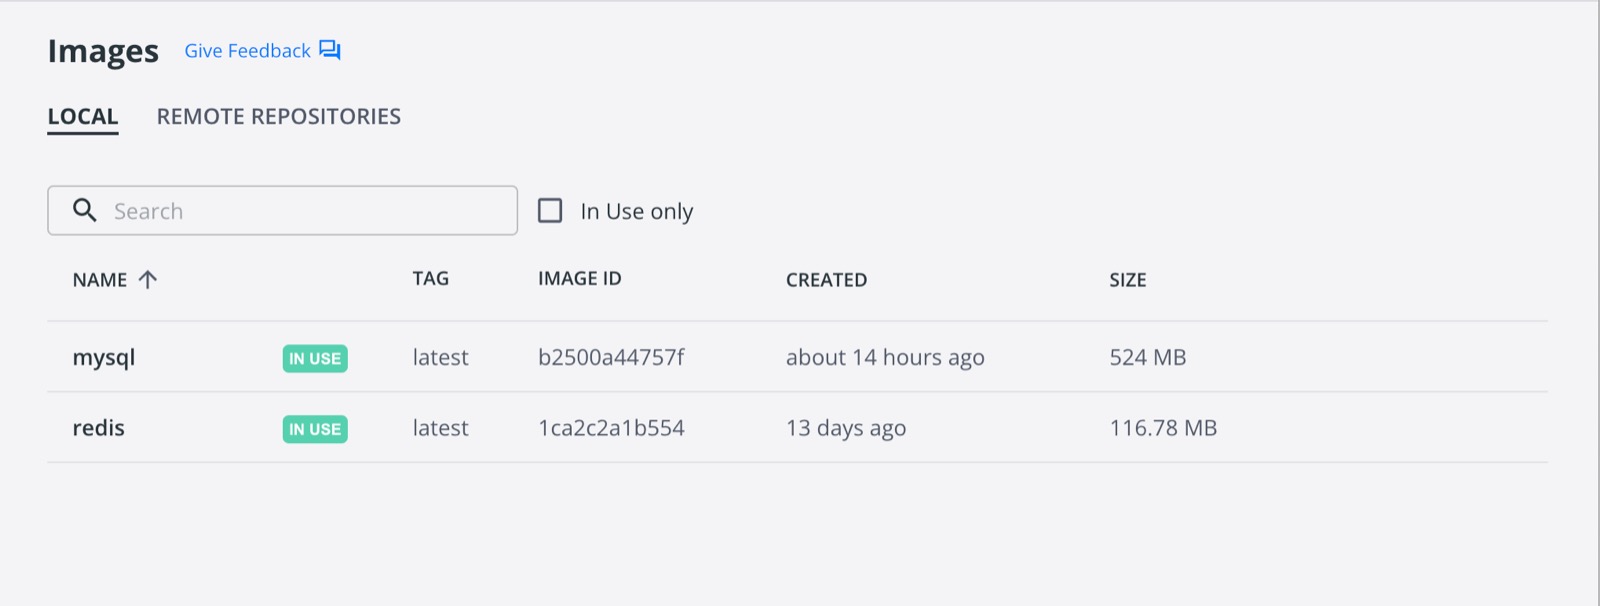 Images Give Feedback
LOCAL REMOTE REPOSITORIES
Search In Use only
NAME TAG IMAGE ID CREATED SIZE
mysql IN USE latest b2500a44757f about 14 hours ago 524 MB
redis IN USE latest 1ca2c2a1b554 13 days ago 116.78 MB